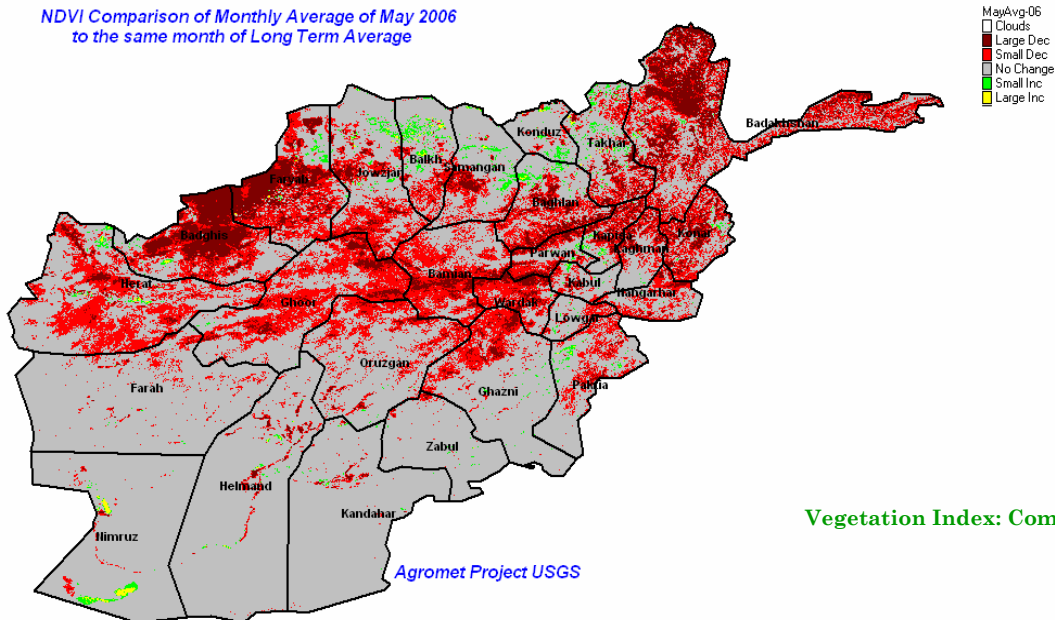 NDVI Comparison of Monthly Average of May 2006
to the same month of Long Term Average
MayAvg-06
Clouds
Large Dec
Small Dec
No Change
Small Inc
Large Inc
Badakhshan
Konduz
Takhar
Balkh
Samangan
Jowzjan
Faryab
Baghlan
Badghis
Kapisa
Konar
Laghman
Parwan
Bamian
Herat
Kabul
Nangarhar
Ghoor
Wardak
Lowgar
Oruzgan
Farah
Ghazni
Paktia
Zabul
Helmand
Kandahar
Nimruz
Vegetation Index: Com
Agromet Project USGS